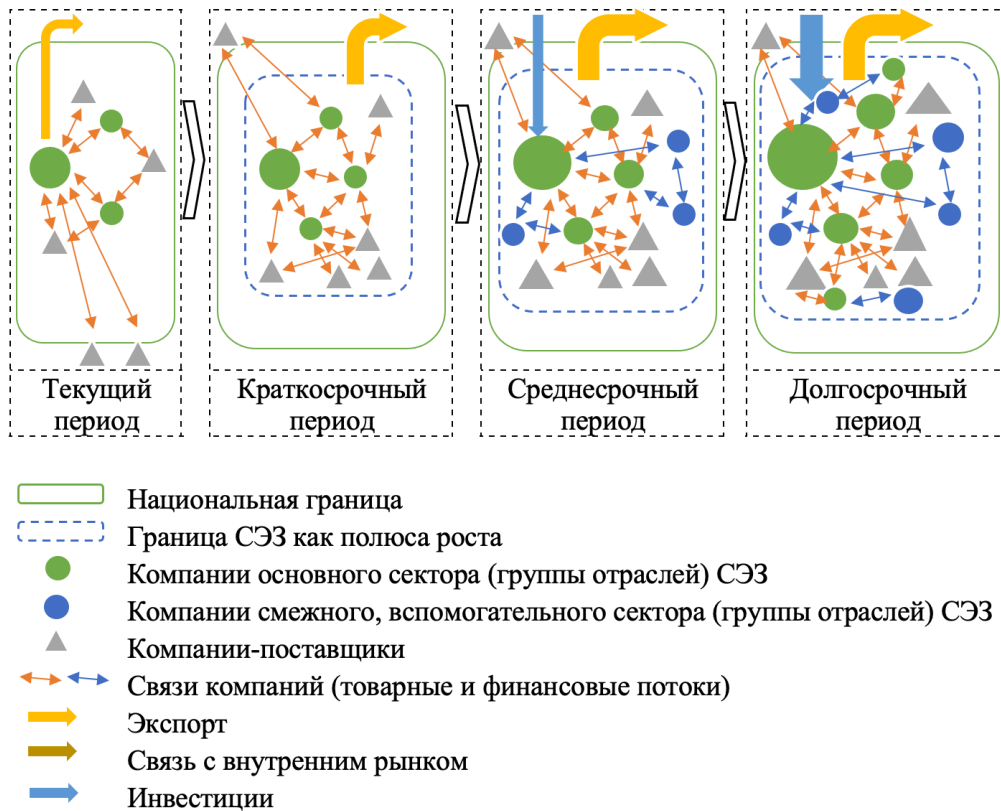 Текущий
период
Краткосрочный
период
Среднесрочный
период
Долгосрочный
период
Национальная граница
Граница СЭЗ как полюса роста
Компании основного сектора (группы отраслей) СЭЗ
Компании смежного, вспомогательного сектора (группы отраслей) СЭЗ
Компании-поставщики
Связи компаний (товарные и финансовые потоки)
Экспорт
Связь с внутренним рынком
Инвестиции